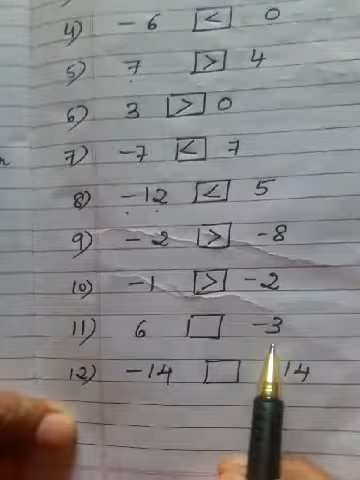 4) -6 < 0
5) 7 > 4
6) 3 > 0
7) -7 < 7
8) -12 < 5
9) -2 > -8
10) -1 > -2
11) 6 □ -3
12) -14 □ 14